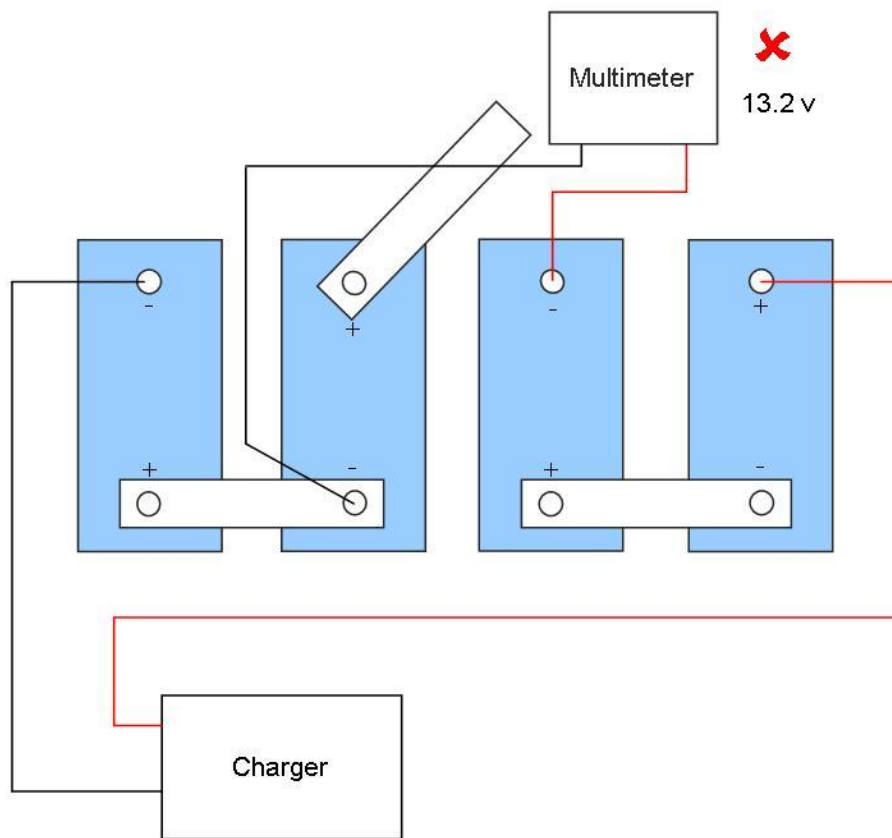 Multimeter
13.2 v
- + - +
+ - + -
Charger